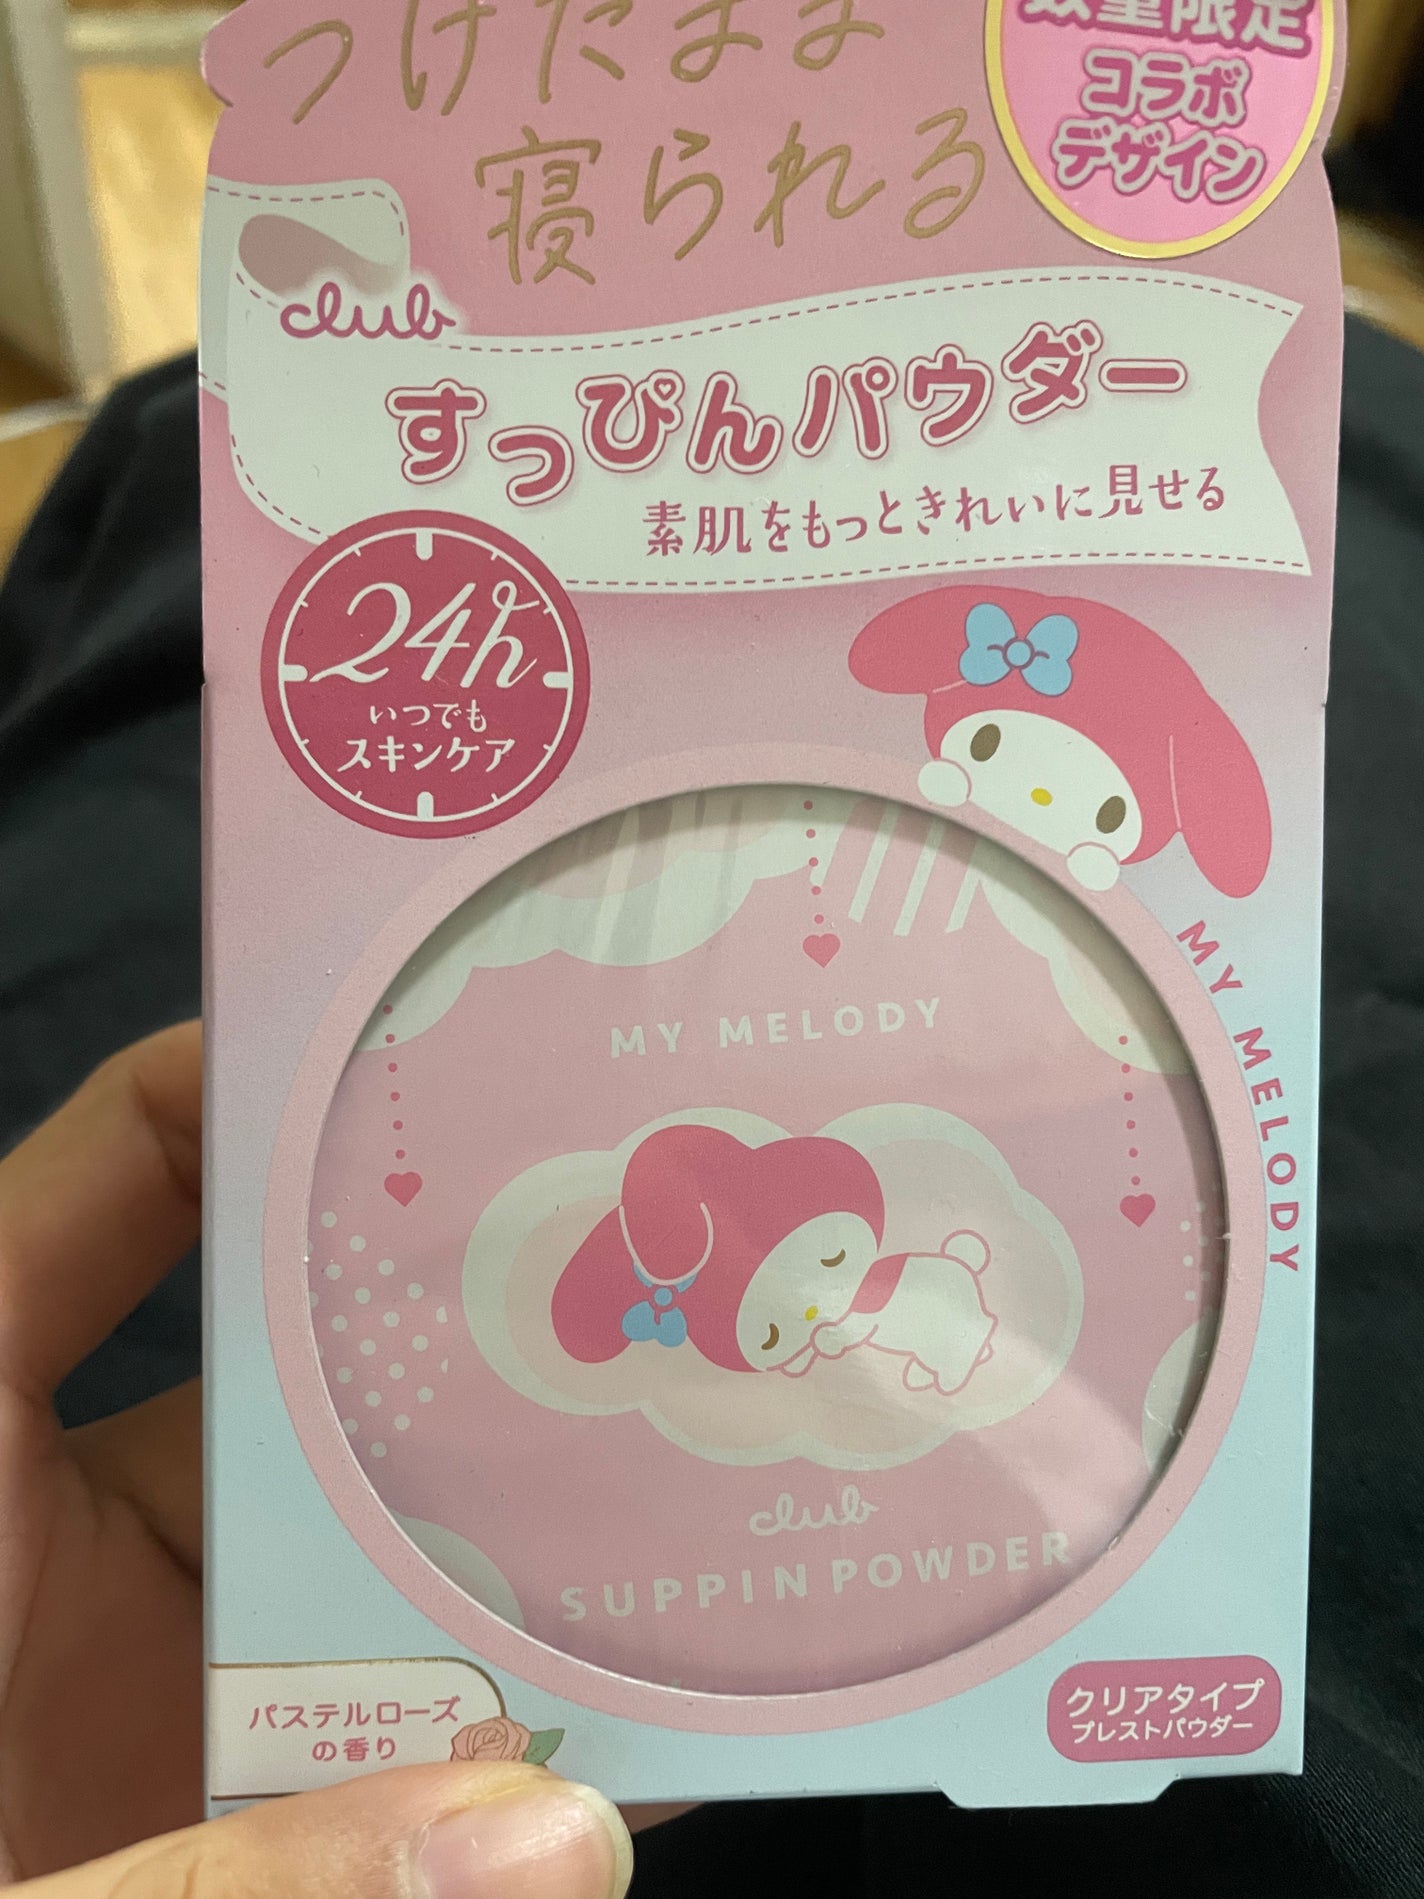 つけたまま
寝られる
数量限定
コラボ
デザイン
club
すっぴんパウダー
素肌をもっときれいに見せる
24h
いつでも
スキンケア
MY MELODY
MY MELODY
club
SUPPIN POWDER
パステルローズ
の香り
クリアタイプ
プレストパウダー